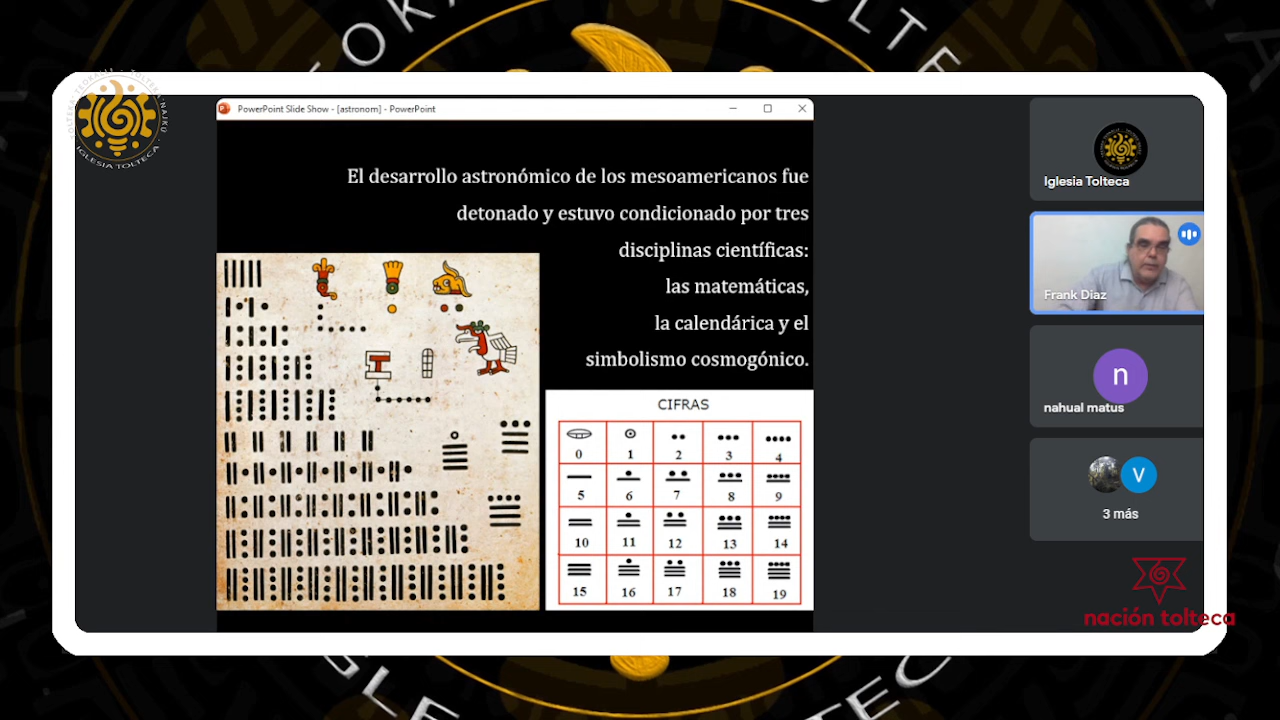 TOLTE
IGLESIA TOLTECA
PowerPoint Slide Show - [astronom] - PowerPoint
El desarrollo astronómico de los mesoamericanos fue
detonado y estuvo condicionado por tres
disciplinas científicas:
las matemáticas,
la calendárica y el
simbolismo cosmogónico.
CIFRAS
0 1 2 3 4
5 6 7 8 9
10 11 12 13 14
15 16 17 18 19
Iglesia Tolteca
Frank Diaz
n
nahual matus
V
3 más
nación tolteca
TOLTEC